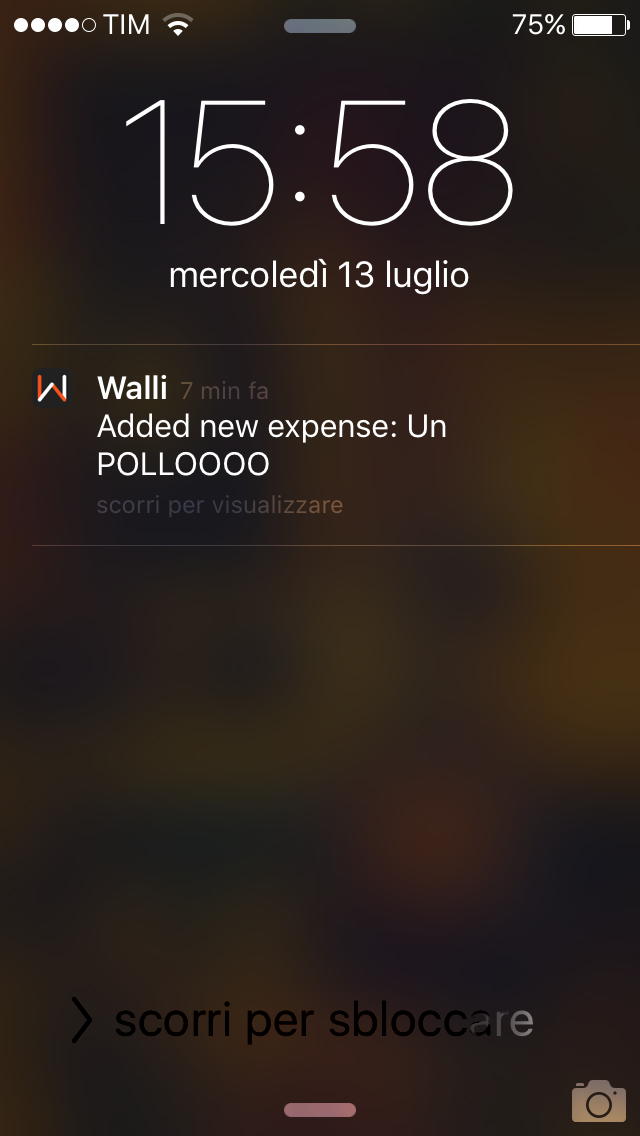 TIM 75%
15:58
mercoledì 13 luglio
Walli 7 min fa
Added new expense: Un
POLLOOOO
scorri per visualizzare
scorri per sbloccare